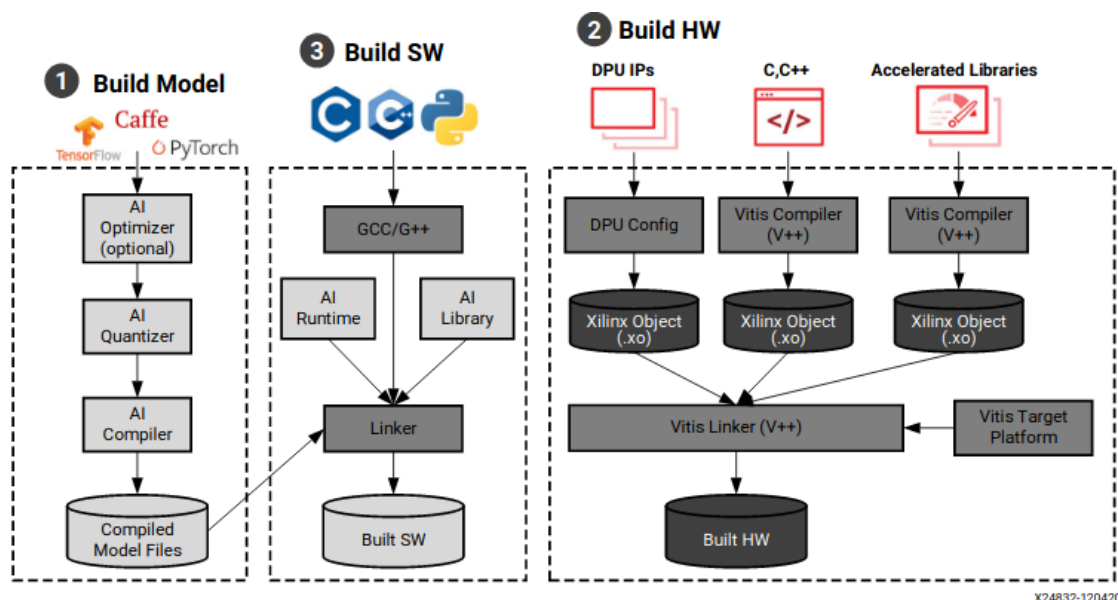 1 Build Model
TensorFlow
Caffe
PyTorch
AI
Optimizer
(optional)
AI
Quantizer
AI
Compiler
Compiled
Model Files
3 Build SW
C
C++
GCC/G++
AI
Runtime
AI
Library
Linker
Built SW
2 Build HW
DPU IPs
C,C++
Accelerated Libraries
</>
DPU Config
Vitis Compiler
(V++)
Vitis Compiler
(V++)
Xilinx Object
(.xo)
Xilinx Object
(.xo)
Xilinx Object
(.xo)
Vitis Linker (V++)
Vitis Target
Platform
Built HW
X24832-120420